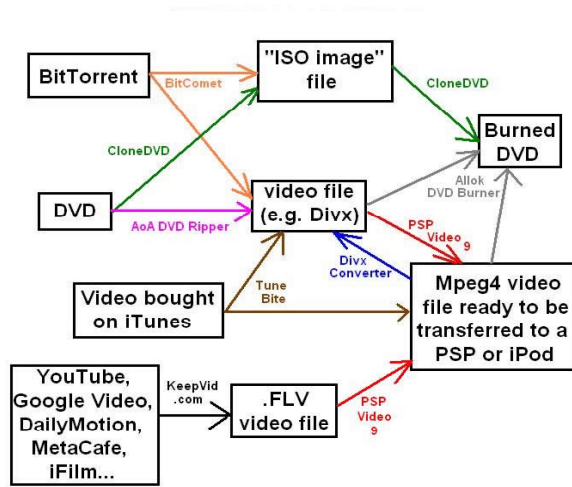 BitTorrent
BitComet
"ISO image"
file
CloneDVD
Burned
DVD
CloneDVD
DVD
AoA DVD Ripper
video file
(e.g. Divx)
Allok
DVD Burner
PSP
Video
9
Divx
Converter
Tune
Bite
Video bought
on iTunes
Mpeg4 video
file ready to be
transferred to a
PSP or iPod
YouTube,
Google Video,
DailyMotion,
MetaCafe,
iFilm...
KeepVid
.com
.FLV
video file
PSP
Video
9